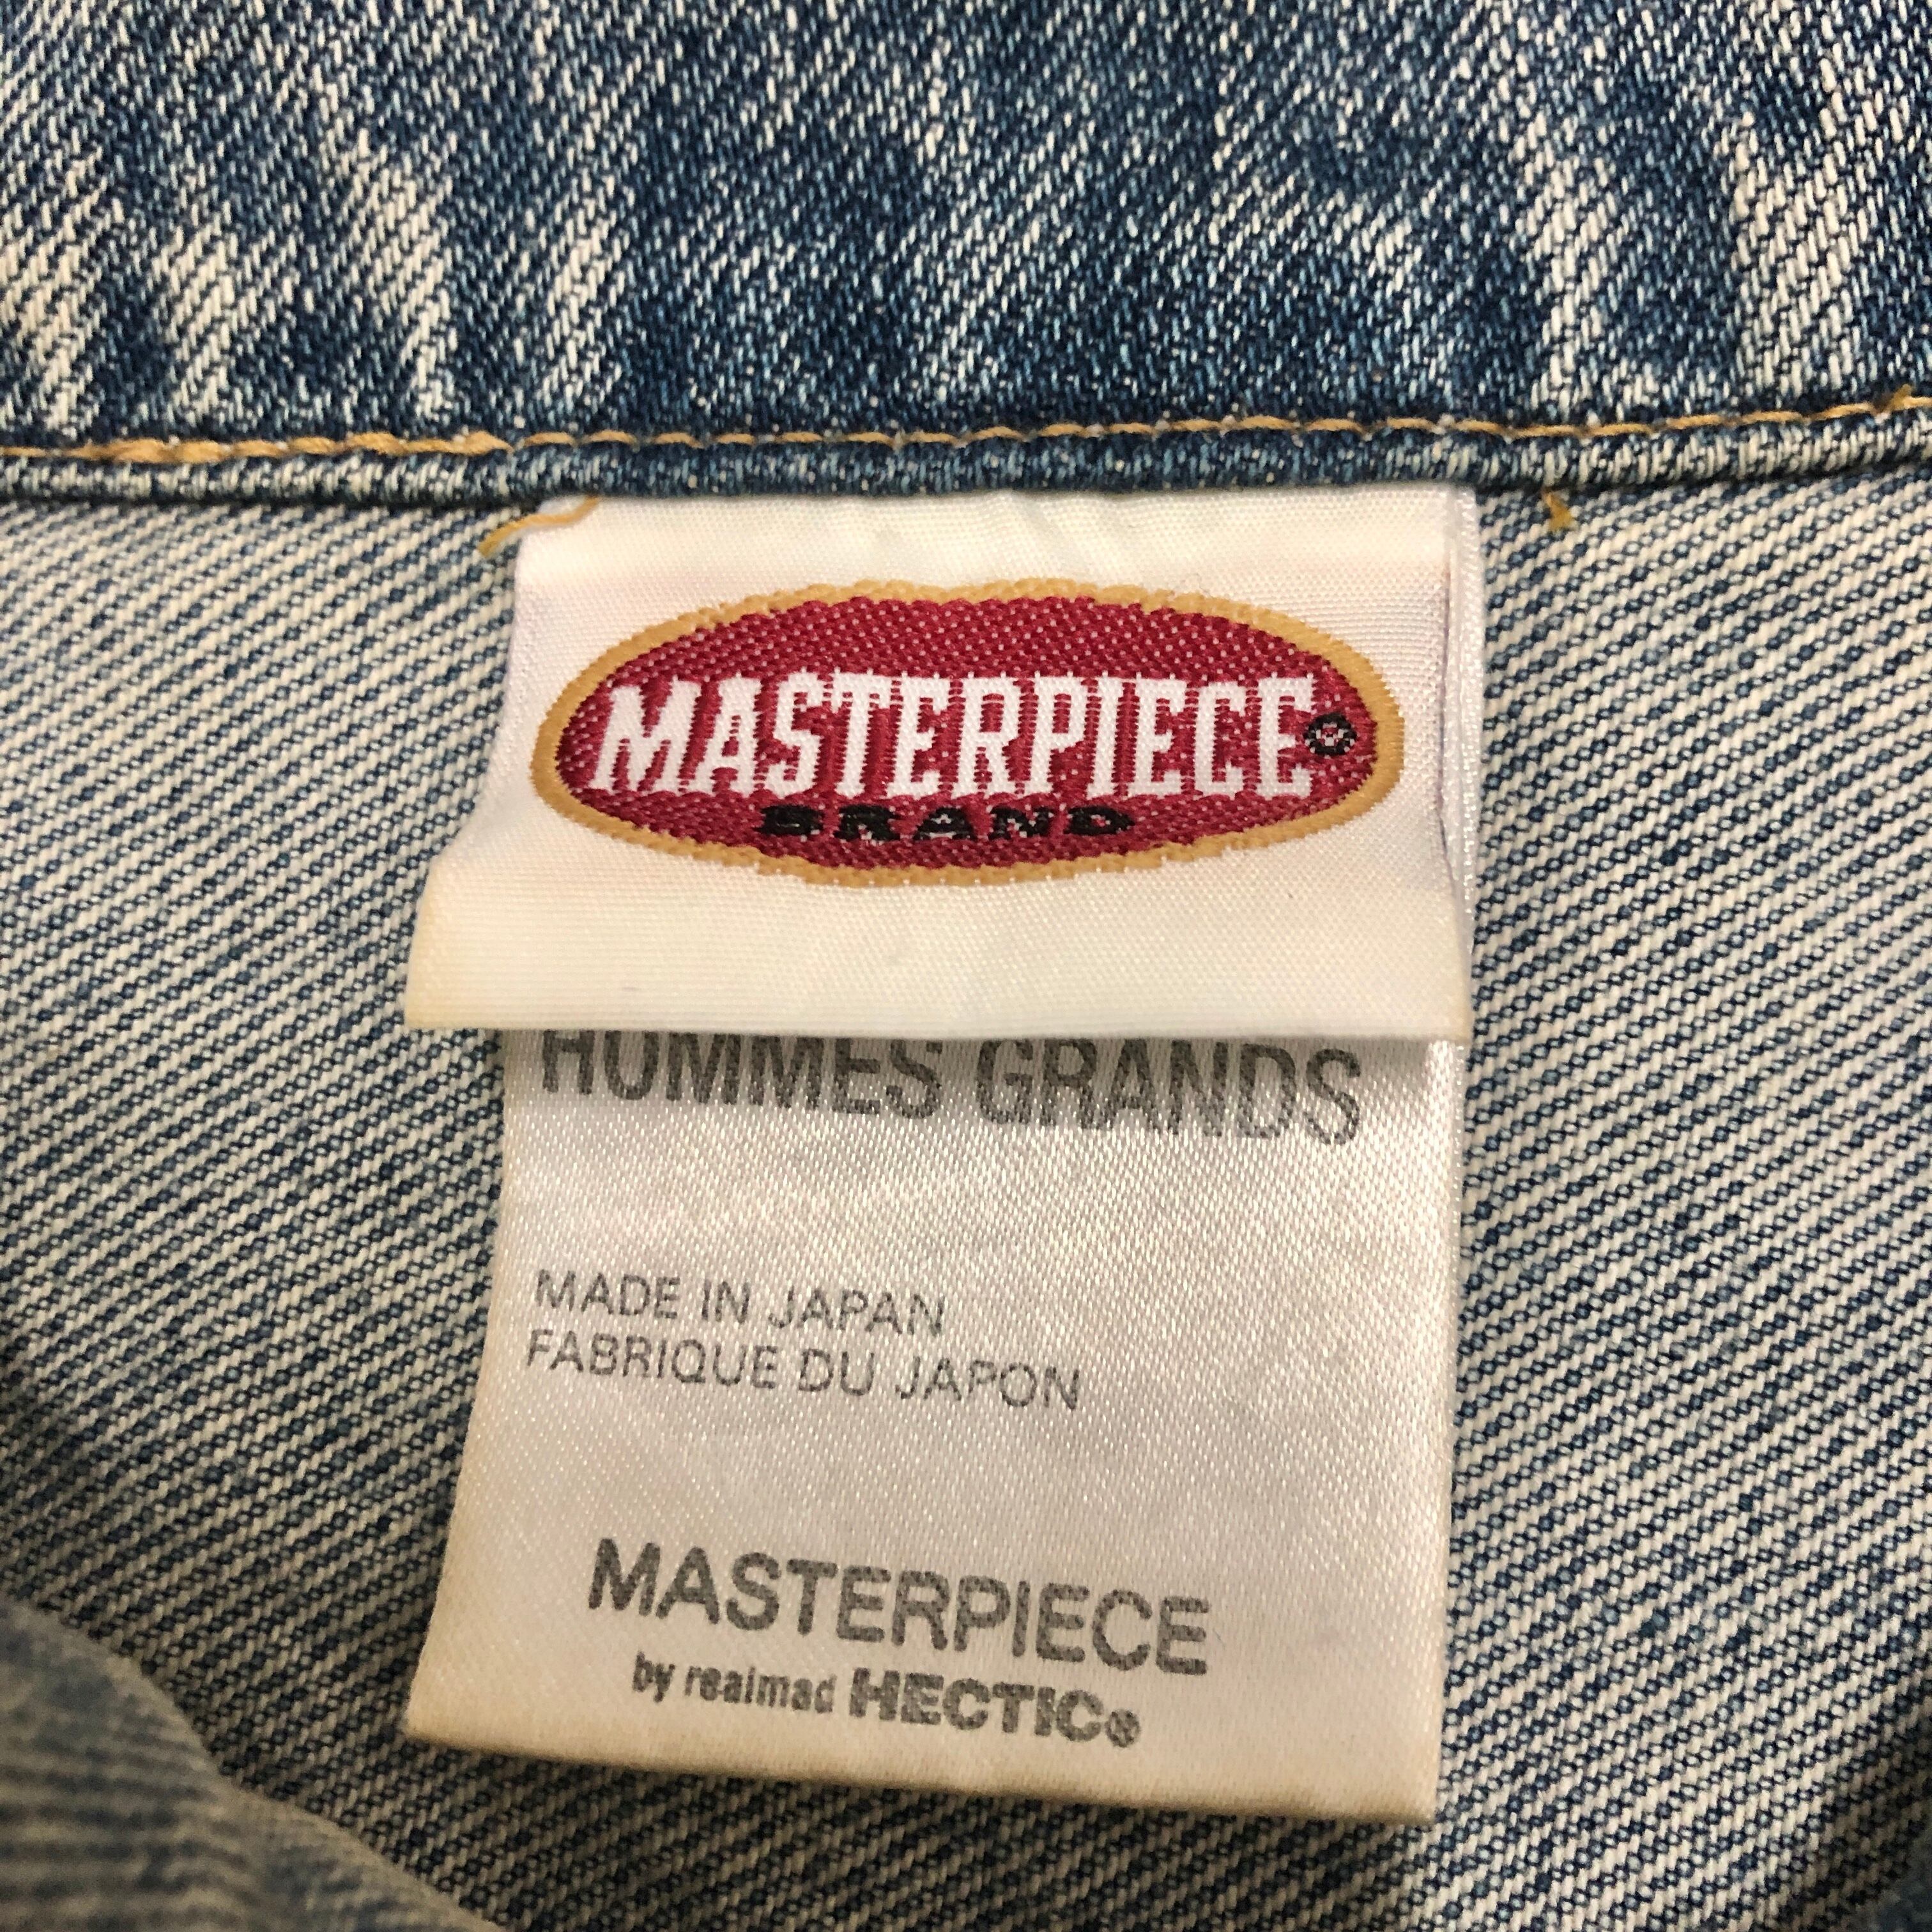 MASTERPIECE®
BRAND
HOMMES GRANDS
MADE IN JAPAN
FABRIQUE DU JAPON
MASTERPIECE
by realmad HECTIC®